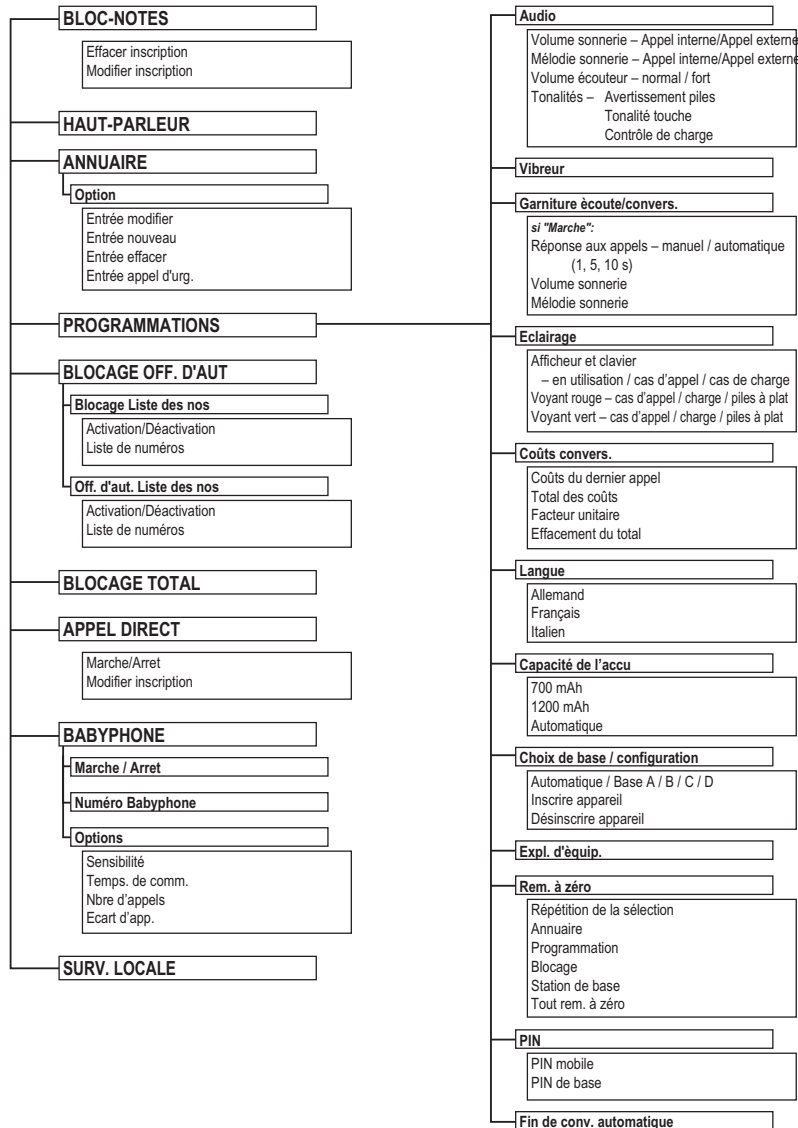 BLOC-NOTES
Effacer inscription
Modifier inscription
HAUT-PARLEUR
ANNUAIRE
Option
Entrée modifier
Entrée nouveau
Entrée effacer
Entrée appel d'urg.
PROGRAMMATIONS
BLOCAGE OFF. D'AUT
Blocage Liste des nos
Activation/Déactivation
Liste de numéros
Off. d'aut. Liste des nos
Activation/Déactivation
Liste de numéros
BLOCAGE TOTAL
APPEL DIRECT
Marche/Arret
Modifier inscription
BABYPHONE
Marche / Arret
Numéro Babyphone
Options
Sensibilité
Temps. de comm.
Nbre d'appels
Ecart d'app.
SURV. LOCALE
Audio
Volume sonnerie – Appel interne/Appel externe
Mélodie sonnerie – Appel interne/Appel externe
Volume écouteur – normal / fort
Tonalités – Avertissement piles
Tonalité touche
Contrôle de charge
Vibreur
Garniture ècoute/convers.
si "Marche":
Réponse aux appels – manuel / automatique
(1, 5, 10 s)
Volume sonnerie
Mélodie sonnerie
Eclairage
Afficheur et clavier
– en utilisation / cas d'appel / cas de charge
Voyant rouge – cas d'appel / charge / piles à plat
Voyant vert – cas d'appel / charge / piles à plat
Coûts convers.
Coûts du dernier appel
Total des coûts
Facteur unitaire
Effacement du total
Langue
Allemand
Français
Italien
Capacité de l'accu
700 mAh
1200 mAh
Automatique
Choix de base / configuration
Automatique / Base A / B / C / D
Inscrire appareil
Désinscrire appareil
Expl. d'èquip.
Rem. à zéro
Répétition de la sélection
Annuaire
Programmation
Blocage
Station de base
Tout rem. à zéro
PIN
PIN mobile
PIN de base
Fin de conv. automatique